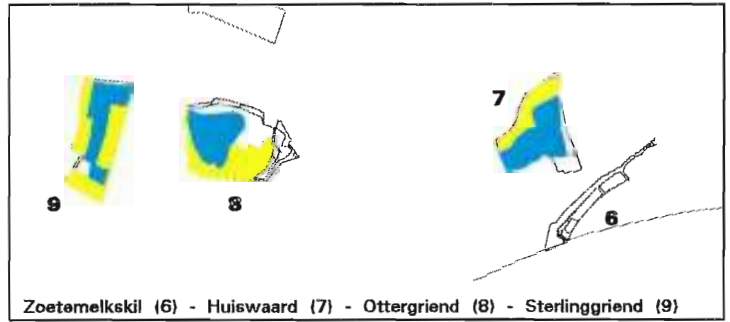 7
9
8
6
Zoetemelkskil (6) - Huiswaard (7) - Ottergriend (8) - Sterlinggriend (9)